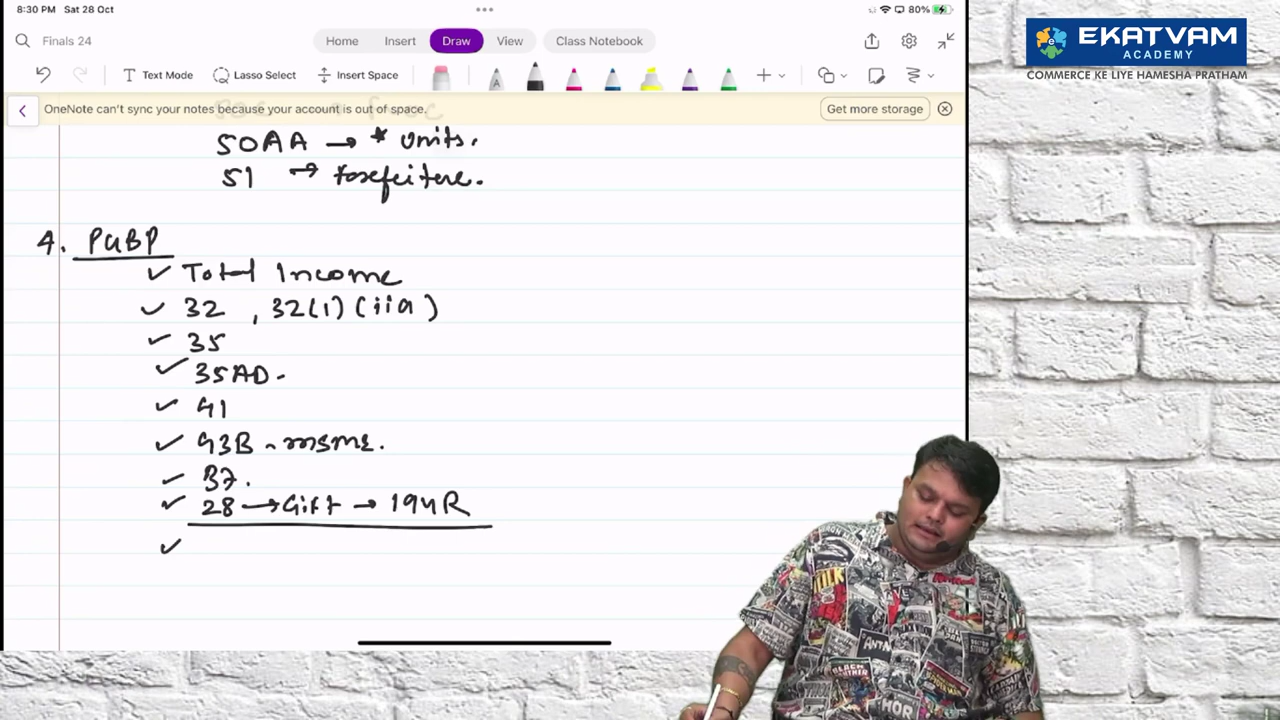 8:30 PM Sat 28 Oct
80%
Finals 24
Home Insert Draw View Class Notebook
Text Mode Lasso Select Insert Space
OneNote can't sync your notes because your account is out of space. Get more storage
50AA → * units.
51 → forfeiture.
4. PGBP
✓ Total Income
✓ 32, 32(1)(iia)
✓ 35
✓ 35AD.
✓ 41
✓ 43B - msme.
✓ 37.
✓ 28 → Gift → 194R
✓
EKATVAM
ACADEMY
COMMERCE KE LIYE HAMESHA PRATHAM